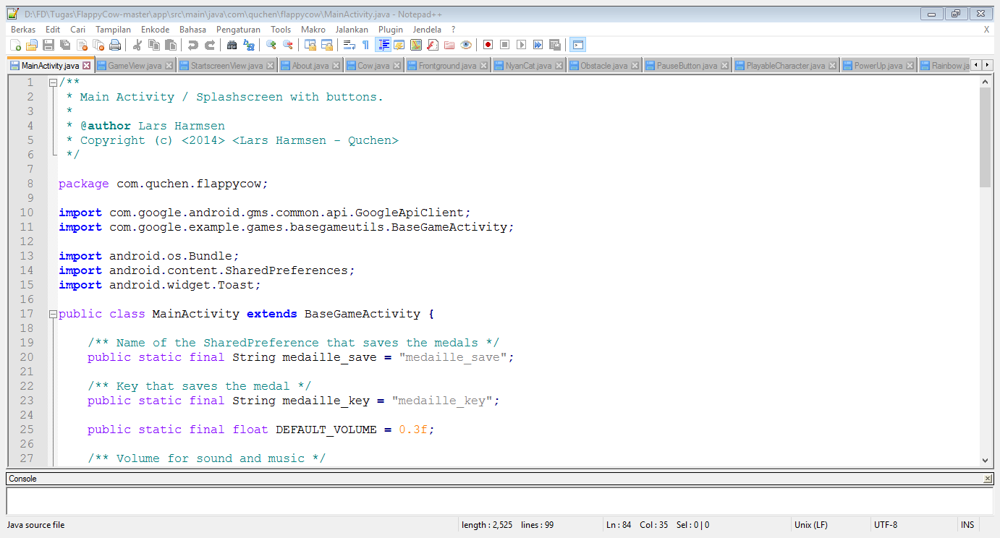 D:\FD\Tugas\FlappyCow-master\app\src\main\java\com\quchen\flappycow\MainActivity.java - Notepad++
Berkas Edit Cari Tampilan Enkode Bahasa Pengaturan Tools Makro Jalankan Plugin Jendela ? X
MainActivity.java GameView.java StartscreenView.java About.java Cow.java Frontground.java NyanCat.java Obstacle.java PauseButton.java PlayableCharacter.java PowerUp.java Rainbow.ja
1 /**
2 * Main Activity / Splashscreen with buttons.
3 *
4 * @author Lars Harmsen
5 * Copyright (c) <2014> <Lars Harmsen - Quchen>
6 */
7
8 package com.quchen.flappycow;
9
10 import com.google.android.gms.common.api.GoogleApiClient;
11 import com.google.example.games.basegameutils.BaseGameActivity;
12
13 import android.os.Bundle;
14 import android.content.SharedPreferences;
15 import android.widget.Toast;
16
17 public class MainActivity extends BaseGameActivity {
18
19 /** Name of the SharedPreference that saves the medals */
20 public static final String medaille_save = "medaille_save";
21
22 /** Key that saves the medal */
23 public static final String medaille_key = "medaille_key";
24
25 public static final float DEFAULT_VOLUME = 0.3f;
26
27 /** Volume for sound and music */
Console
Java source file length : 2,525 lines : 99 Ln : 84 Col : 35 Sel : 0 | 0 Unix (LF) UTF-8 INS